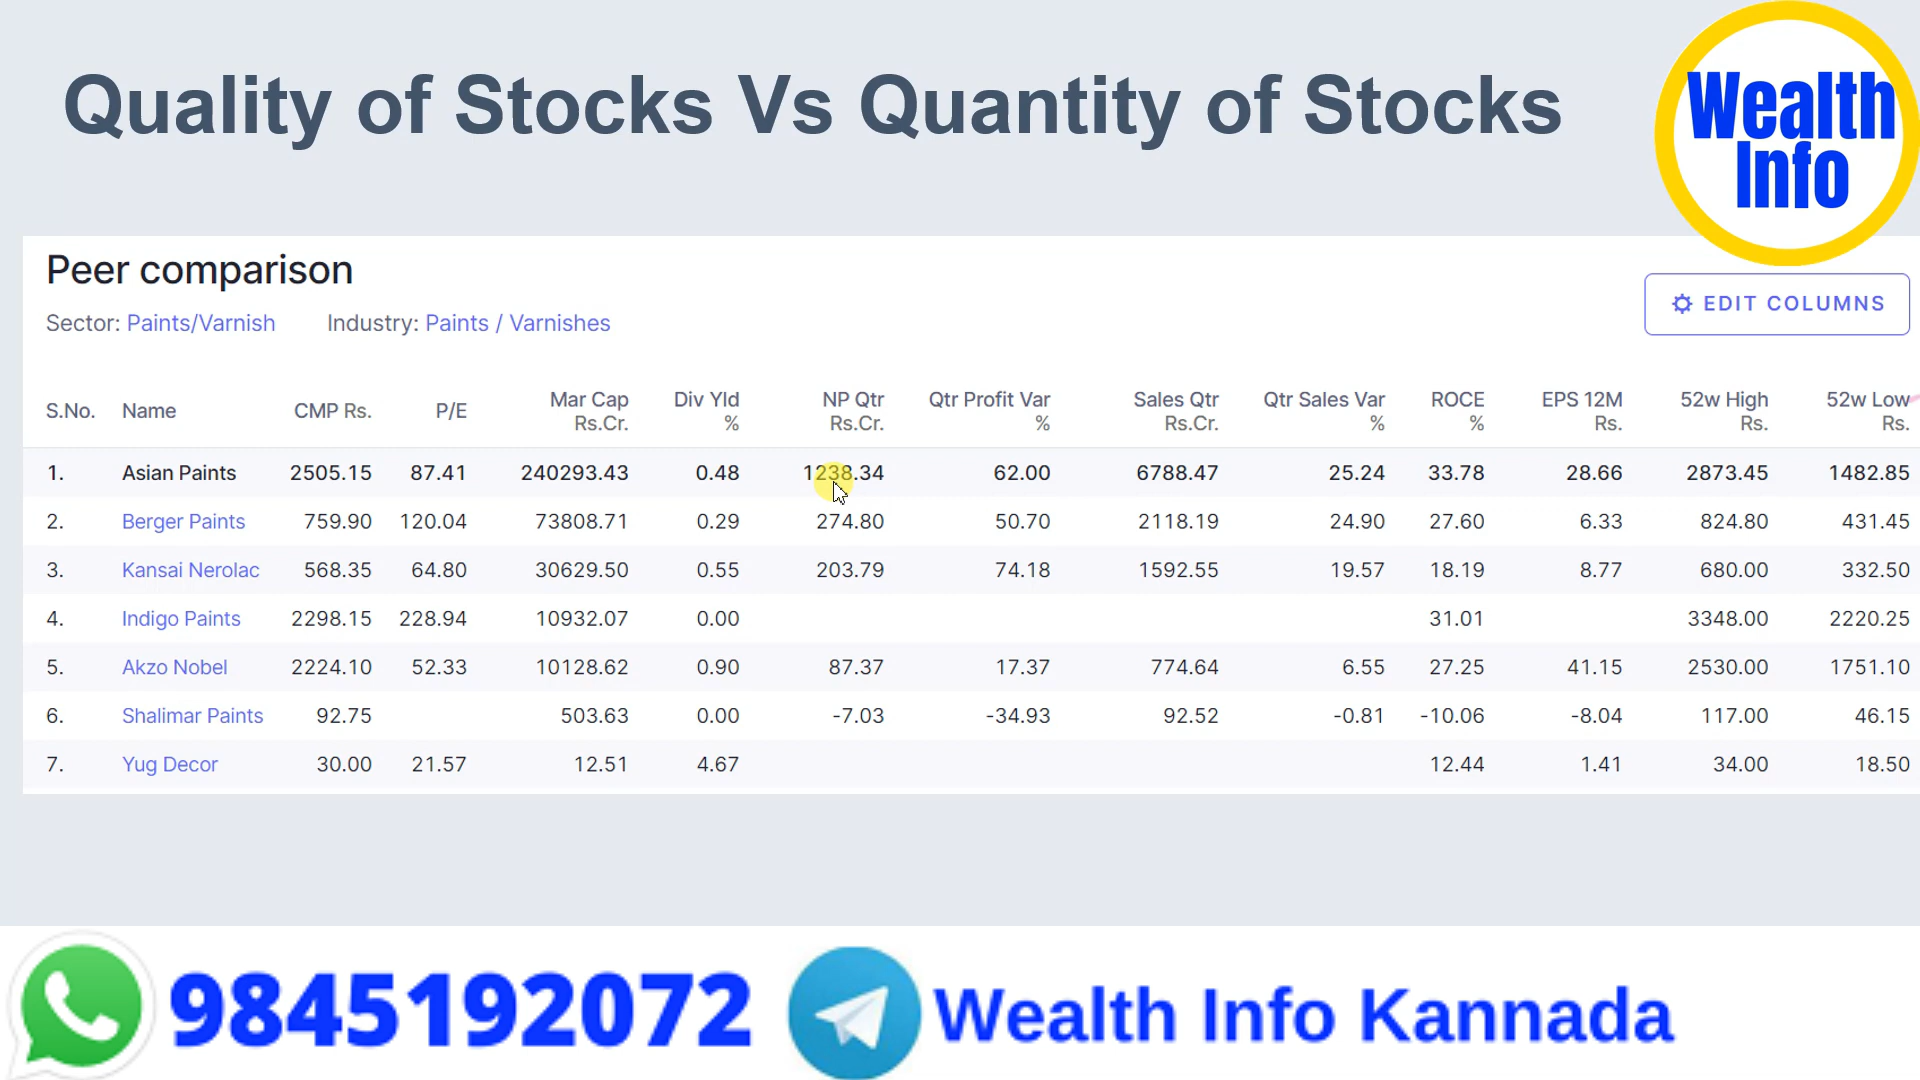 Quality of Stocks Vs Quantity of Stocks
Wealth
Info
Peer comparison
Sector: Paints/Varnish Industry: Paints / Varnishes
EDIT COLUMNS
S.No. Name CMP Rs. P/E Mar Cap Rs.Cr. Div Yld % NP Qtr Rs.Cr. Qtr Profit Var % Sales Qtr Rs.Cr. Qtr Sales Var % ROCE % EPS 12M Rs. 52w High Rs. 52w Low Rs.
1. Asian Paints 2505.15 87.41 240293.43 0.48 1238.34 62.00 6788.47 25.24 33.78 28.66 2873.45 1482.85
2. Berger Paints 759.90 120.04 73808.71 0.29 274.80 50.70 2118.19 24.90 27.60 6.33 824.80 431.45
3. Kansai Nerolac 568.35 64.80 30629.50 0.55 203.79 74.18 1592.55 19.57 18.19 8.77 680.00 332.50
4. Indigo Paints 2298.15 228.94 10932.07 0.00 31.01 3348.00 2220.25
5. Akzo Nobel 2224.10 52.33 10128.62 0.90 87.37 17.37 774.64 6.55 27.25 41.15 2530.00 1751.10
6. Shalimar Paints 92.75 503.63 0.00 -7.03 -34.93 92.52 -0.81 -10.06 -8.04 117.00 46.15
7. Yug Decor 30.00 21.57 12.51 4.67 12.44 1.41 34.00 18.50
9845192072 Wealth Info Kannada